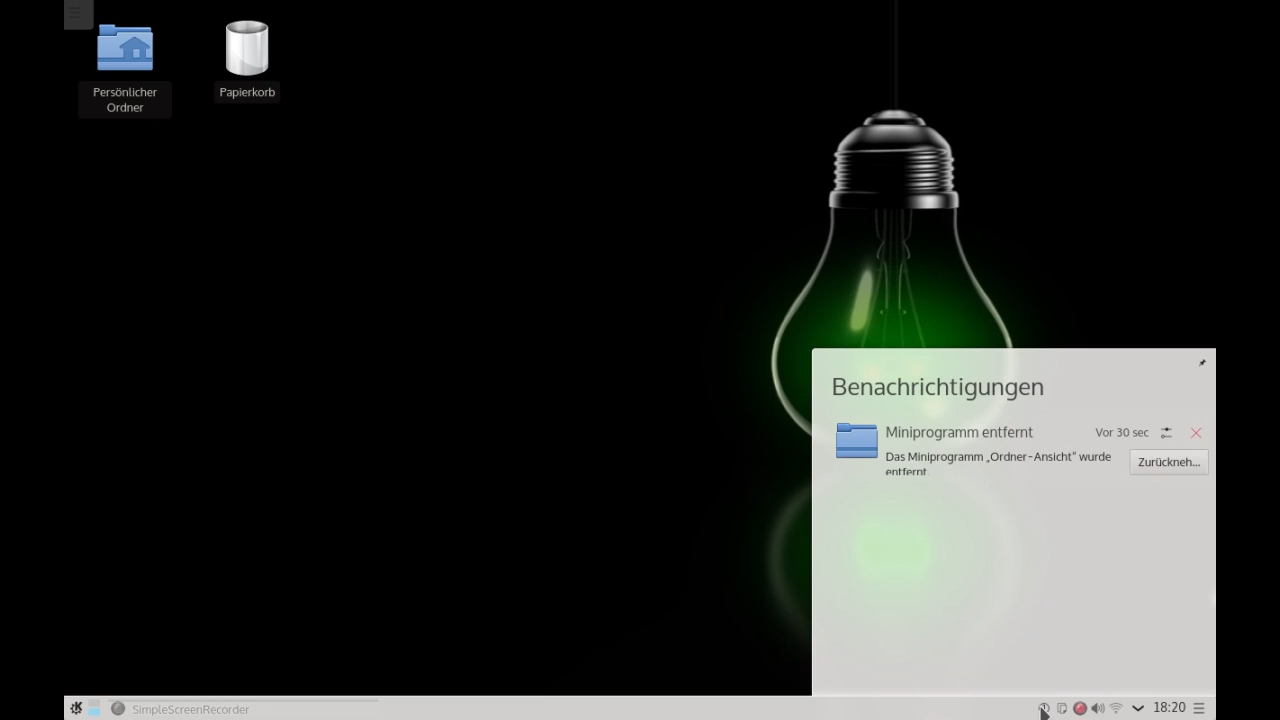 Persönlicher
Ordner
Papierkorb
Benachrichtigungen
Miniprogramm entfernt
Vor 30 sec
Das Miniprogramm „Ordner-Ansicht" wurde
entfernt.
Zurückneh...
SimpleScreenRecorder
18:20